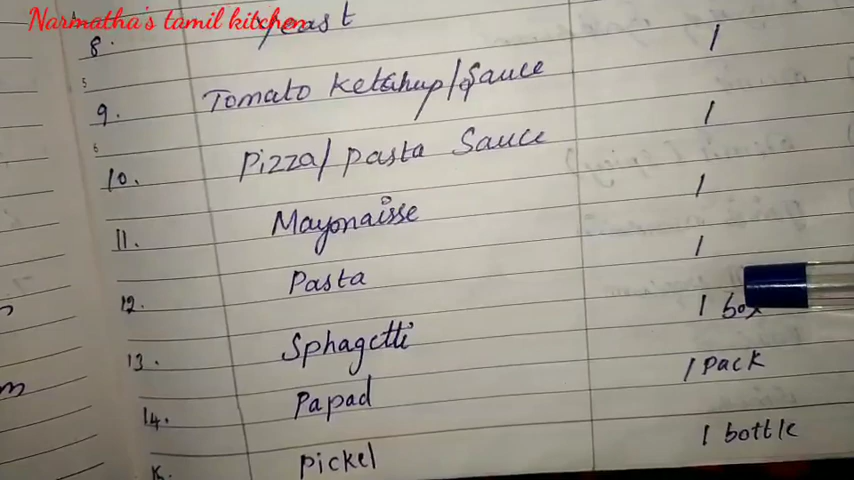 Narmatha's tamil kitchen
8. yeast
9. Tomato ketchup/Sauce 1
10. Pizza/ Pasta Sauce 1
11. Mayonaisse 1
12. Pasta 1
13. Sphagetti 1 box
14. Papad 1 Pack
15. Pickel 1 bottle